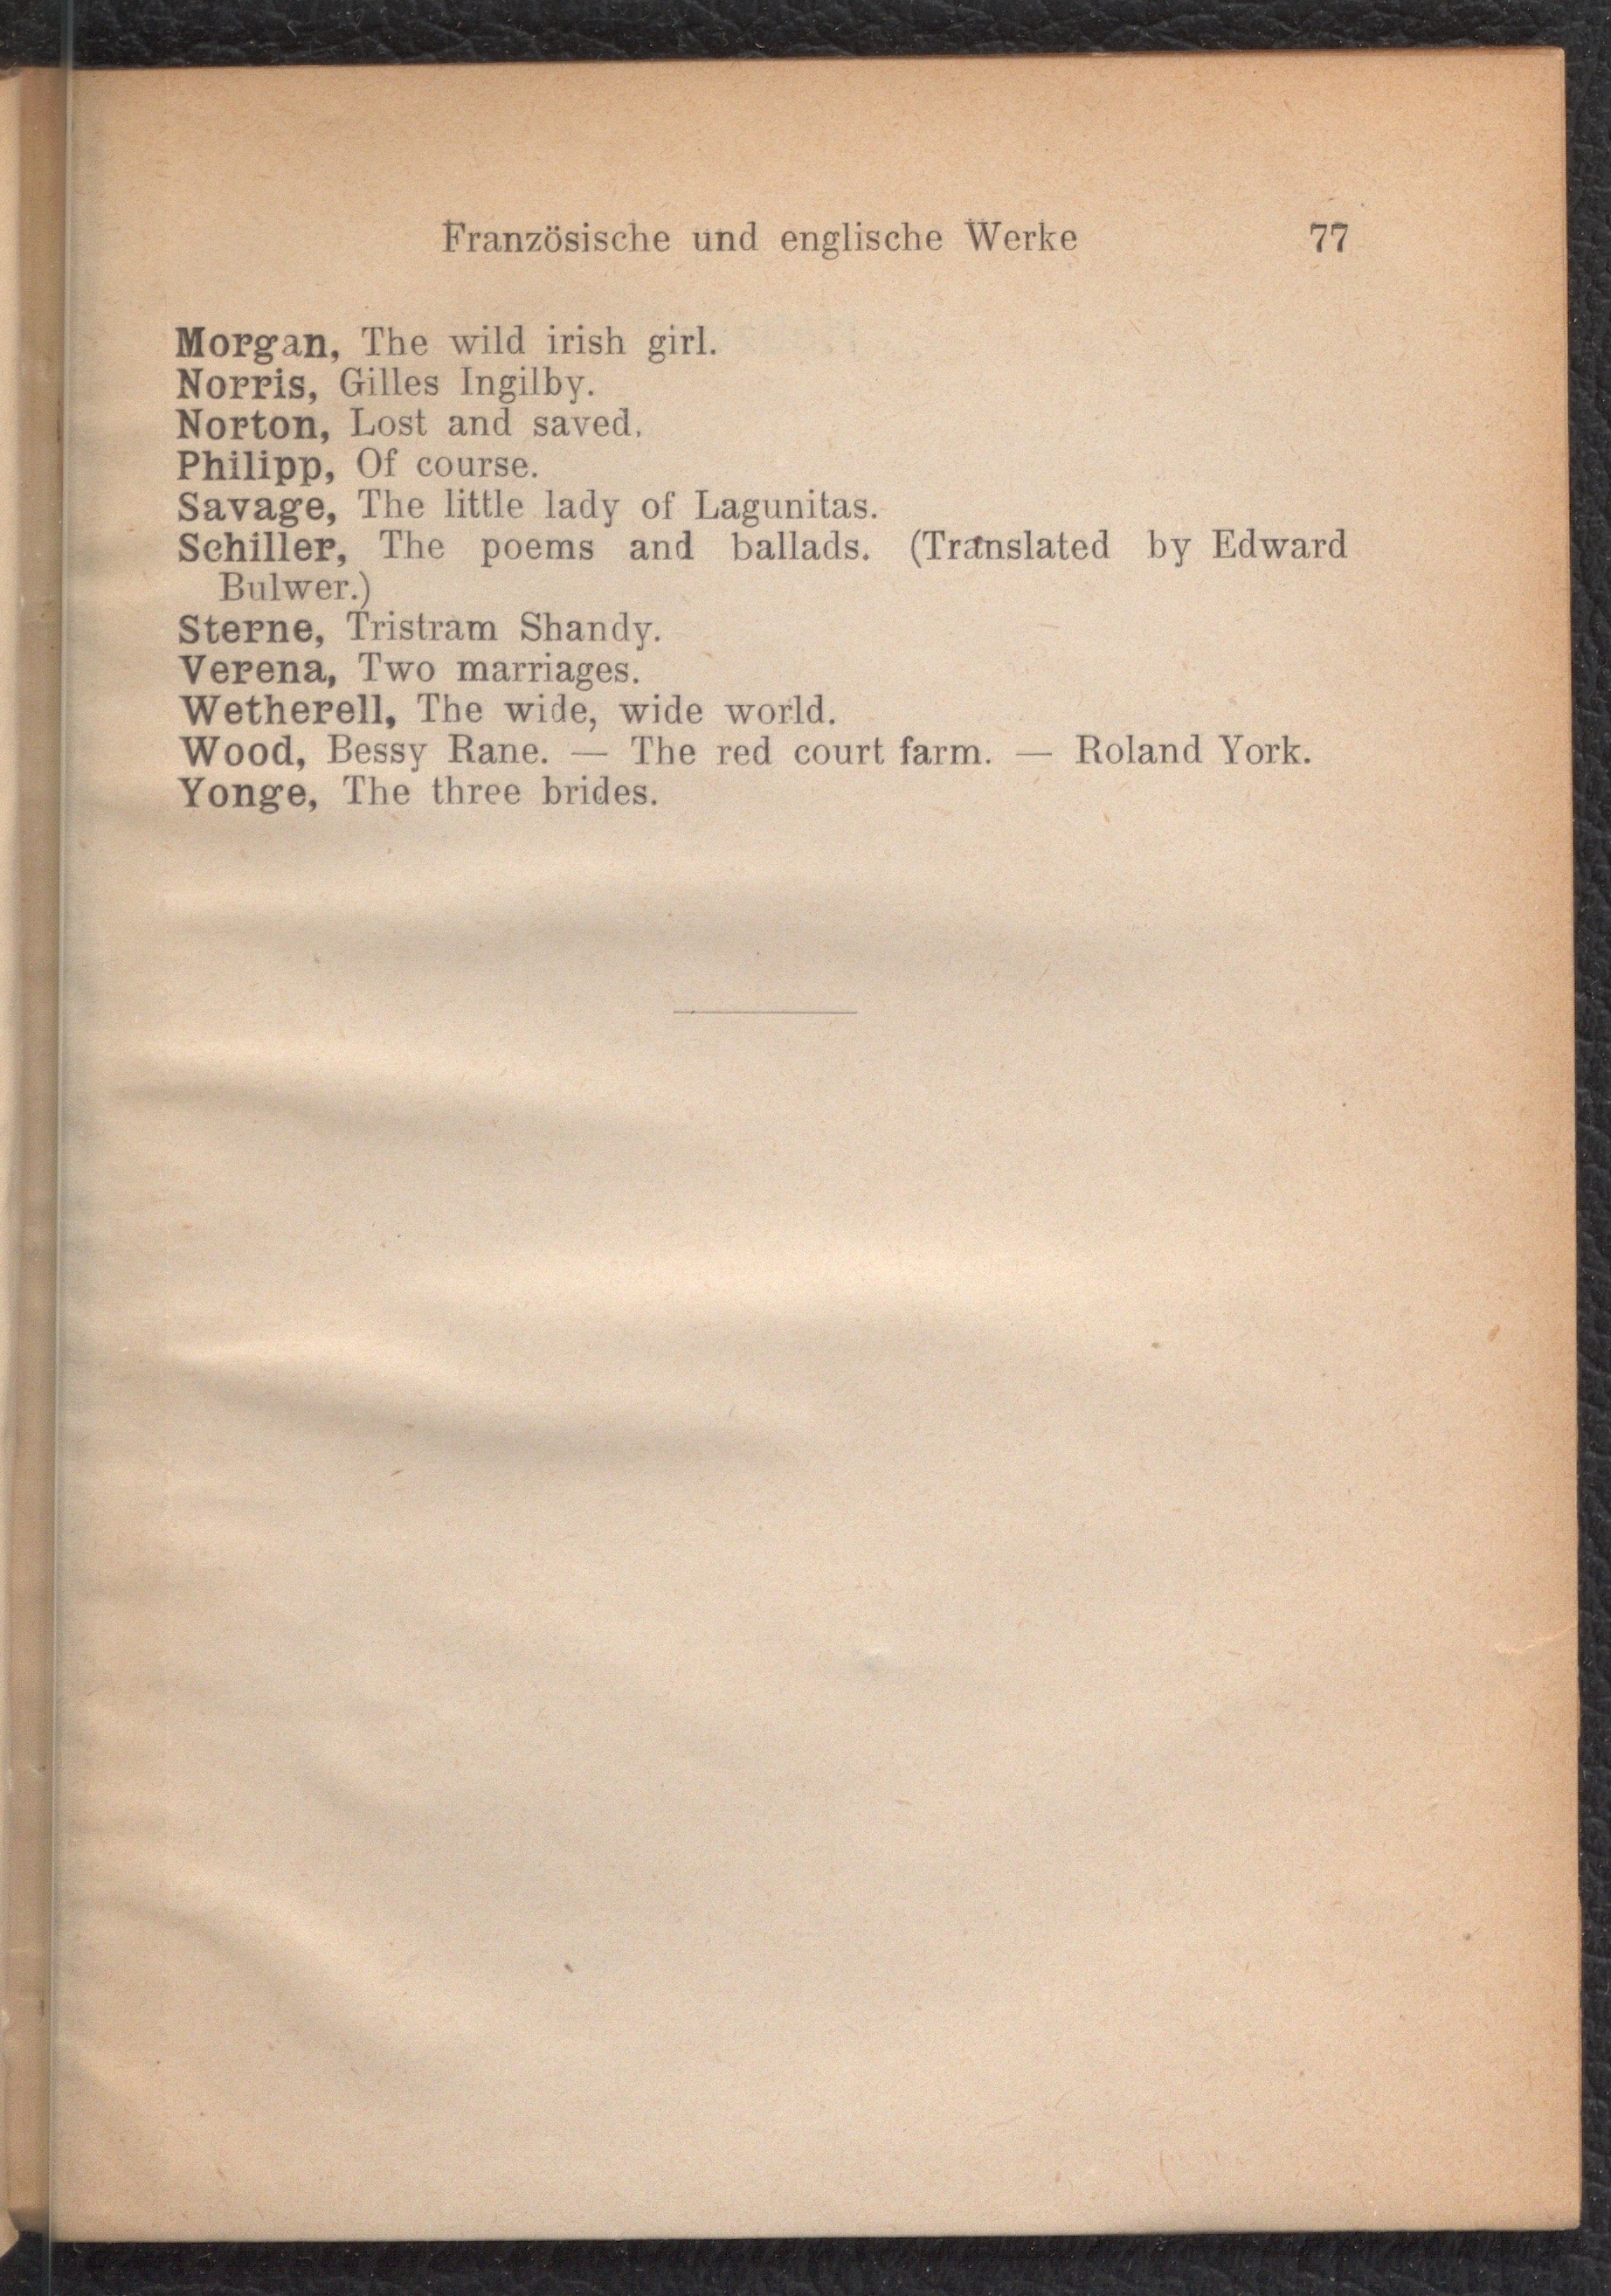 Französische und englische Werke 77
Morgan, The wild irish girl.
Norris, Gilles Ingilby.
Norton, Lost and saved.
Philipp, Of course.
Savage, The little lady of Lagunitas.
Schiller, The poems and ballads. (Translated by Edward
Bulwer.)
Sterne, Tristram Shandy.
Verena, Two marriages.
Wetherell, The wide, wide world.
Wood, Bessy Rane. — The red court farm. — Roland York.
Yonge, The three brides.